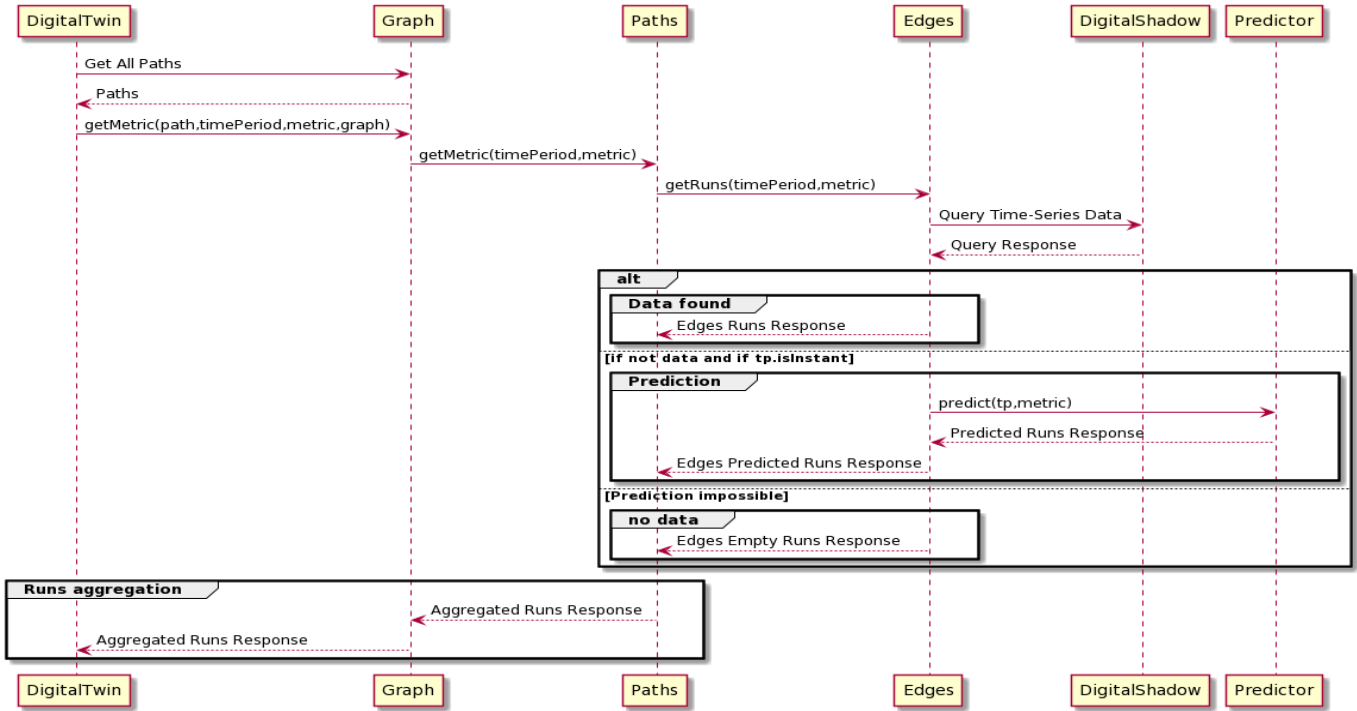 DigitalTwin Graph Paths Edges DigitalShadow Predictor
Get All Paths
Paths
getMetric(path,timePeriod,metric,graph)
getMetric(timePeriod,metric)
getRuns(timePeriod,metric)
Query Time-Series Data
Query Response
alt
Data found
Edges Runs Response
[if not data and if tp.isInstant]
Prediction
predict(tp,metric)
Predicted Runs Response
Edges Predicted Runs Response
[Prediction impossible]
no data
Edges Empty Runs Response
Runs aggregation
Aggregated Runs Response
Aggregated Runs Response
DigitalTwin Graph Paths Edges DigitalShadow Predictor